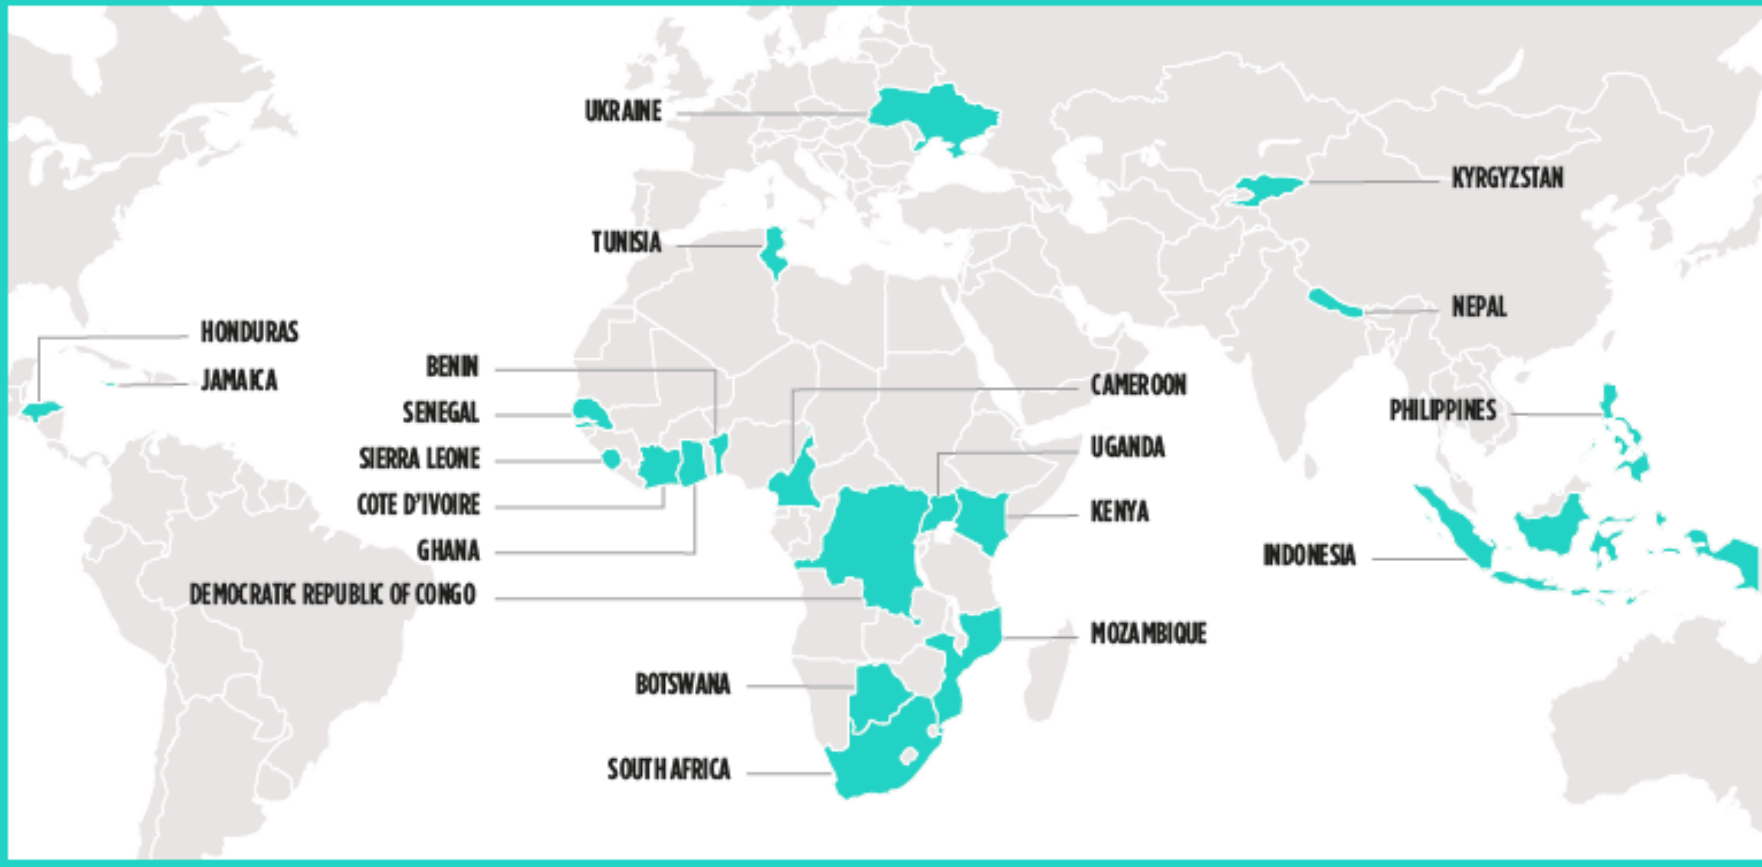 UKRAINE
KYRGYZSTAN
TUNISIA
NEPAL
HONDURAS
JAMAICA
BENIN
CAMEROON
SENEGAL
PHILIPPINES
UGANDA
SIERRA LEONE
COTE D'IVOIRE
KENYA
GHANA
INDONESIA
DEMOCRATIC REPUBLIC OF CONGO
MOZAMBIQUE
BOTSWANA
SOUTH AFRICA